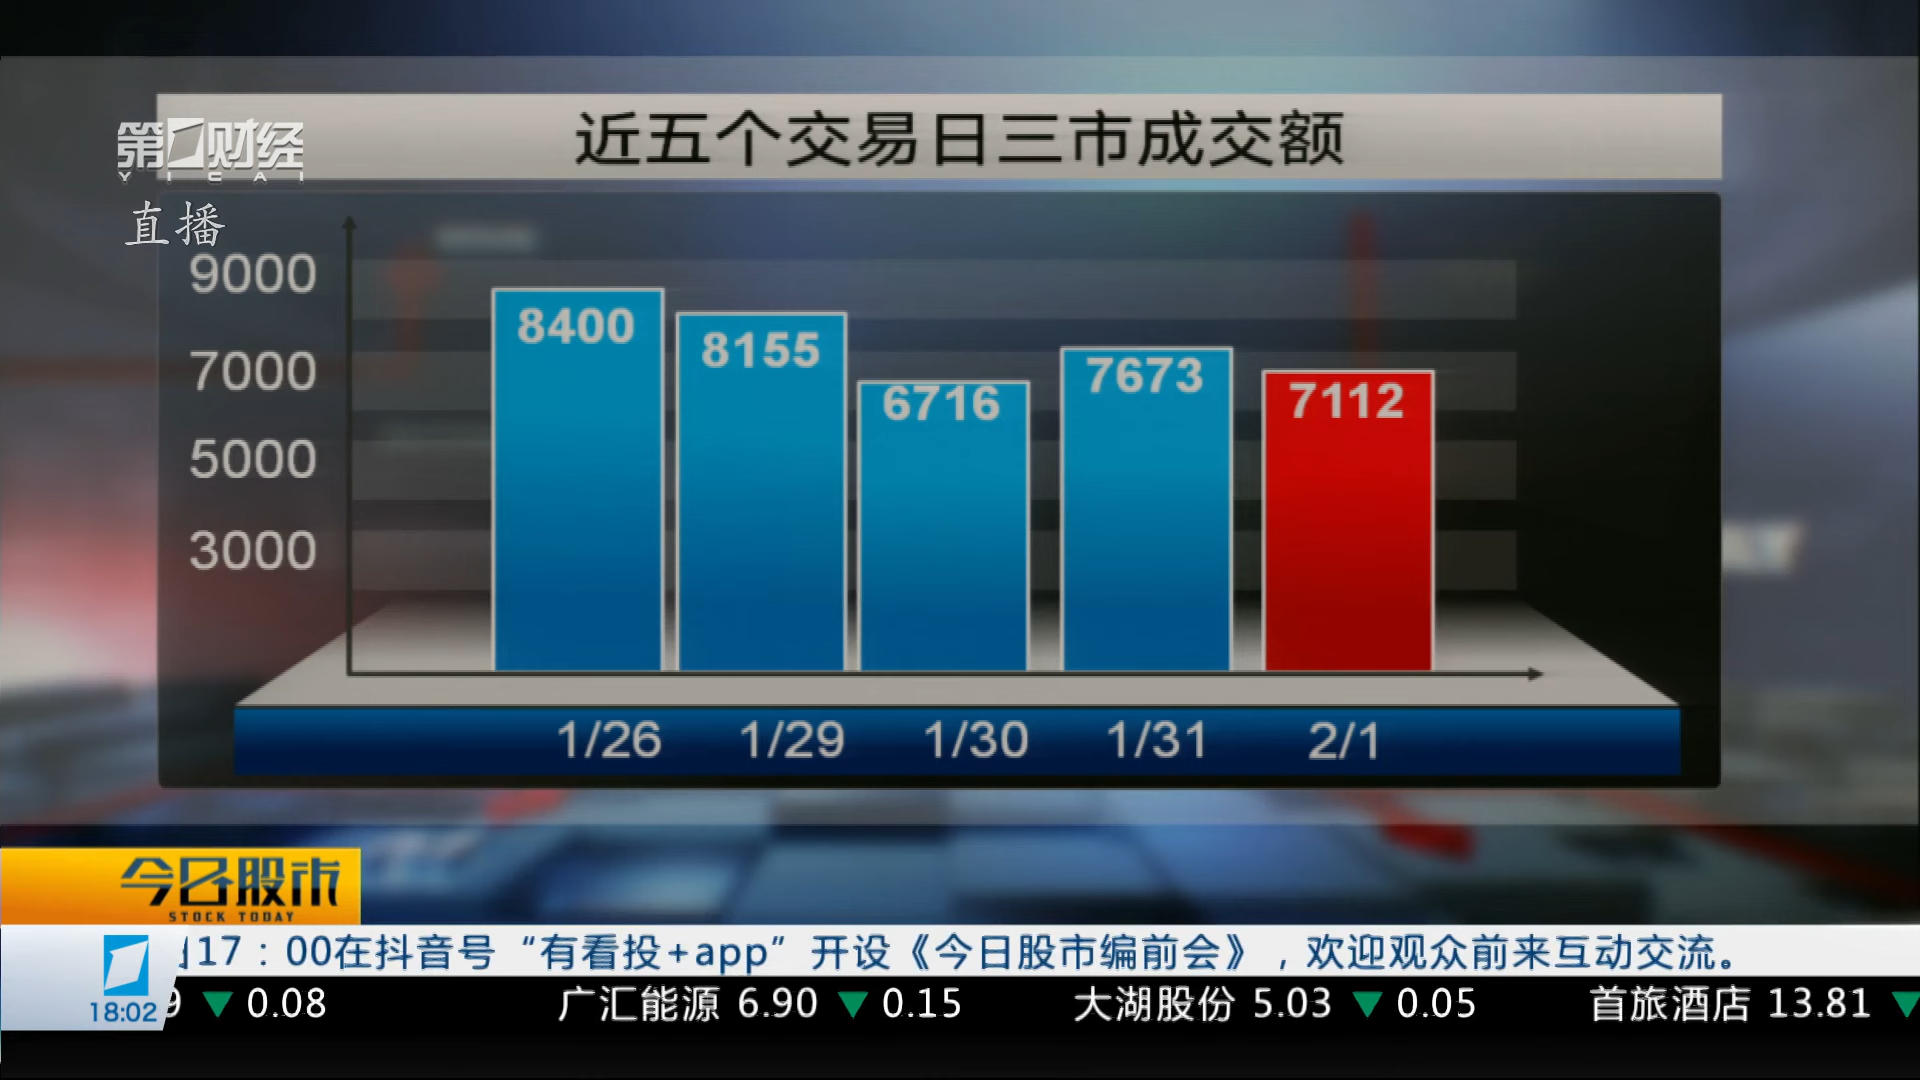 近五个交易日三市成交额
第一财经
YICAI
直播
9000
7000
5000
3000
8400
8155
6716
7673
7112
1/26 1/29 1/30 1/31 2/1
今日股市
STOCK TODAY
17：00在抖音号“有看投+app”开设《今日股市编前会》，欢迎观众前来互动交流。
18:02
9 ▼ 0.08 广汇能源 6.90 ▼ 0.15 大湖股份 5.03 ▼ 0.05 首旅酒店 13.81 ▼